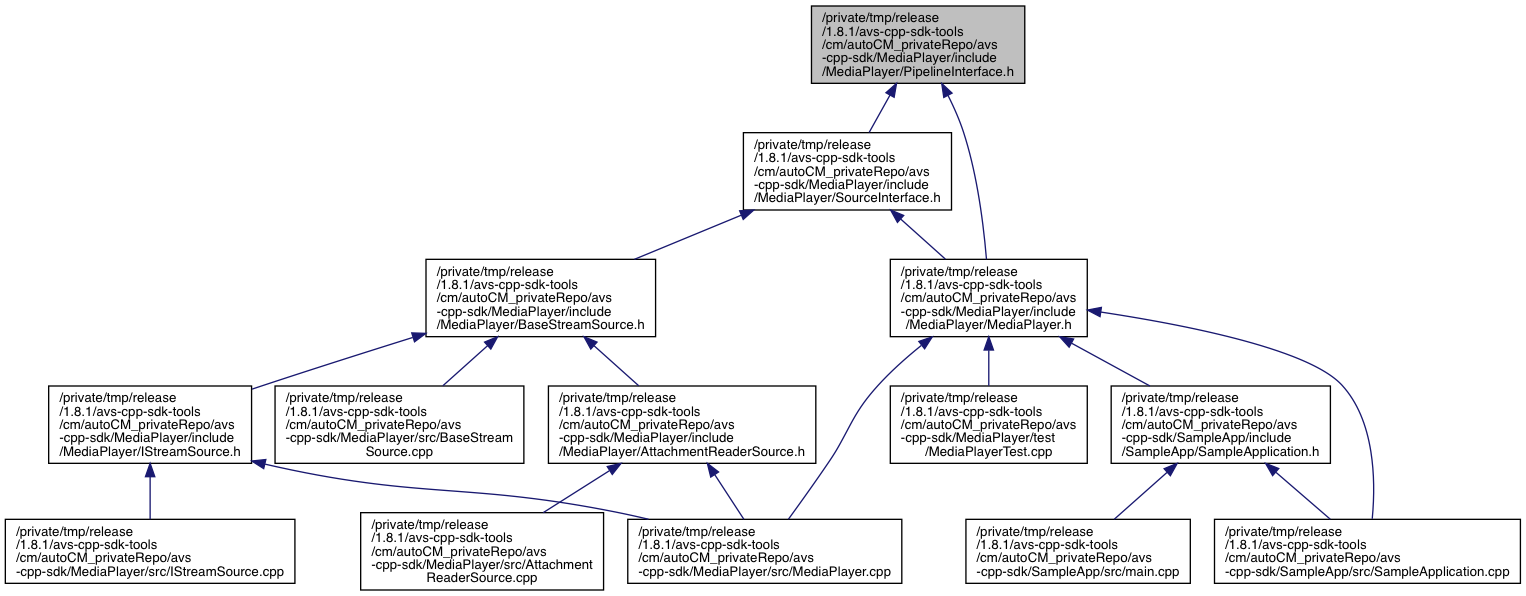 /private/tmp/release
/1.8.1/avs-cpp-sdk-tools
/cm/autoCM_privateRepo/avs
-cpp-sdk/MediaPlayer/include
/MediaPlayer/PipelineInterface.h
/private/tmp/release
/1.8.1/avs-cpp-sdk-tools
/cm/autoCM_privateRepo/avs
-cpp-sdk/MediaPlayer/include
/MediaPlayer/SourceInterface.h
/private/tmp/release
/1.8.1/avs-cpp-sdk-tools
/cm/autoCM_privateRepo/avs
-cpp-sdk/MediaPlayer/include
/MediaPlayer/BaseStreamSource.h
/private/tmp/release
/1.8.1/avs-cpp-sdk-tools
/cm/autoCM_privateRepo/avs
-cpp-sdk/MediaPlayer/include
/MediaPlayer/MediaPlayer.h
/private/tmp/release
/1.8.1/avs-cpp-sdk-tools
/cm/autoCM_privateRepo/avs
-cpp-sdk/MediaPlayer/include
/MediaPlayer/IStreamSource.h
/private/tmp/release
/1.8.1/avs-cpp-sdk-tools
/cm/autoCM_privateRepo/avs
-cpp-sdk/MediaPlayer/src/BaseStream
Source.cpp
/private/tmp/release
/1.8.1/avs-cpp-sdk-tools
/cm/autoCM_privateRepo/avs
-cpp-sdk/MediaPlayer/include
/MediaPlayer/AttachmentReaderSource.h
/private/tmp/release
/1.8.1/avs-cpp-sdk-tools
/cm/autoCM_privateRepo/avs
-cpp-sdk/MediaPlayer/test
/MediaPlayerTest.cpp
/private/tmp/release
/1.8.1/avs-cpp-sdk-tools
/cm/autoCM_privateRepo/avs
-cpp-sdk/SampleApp/include
/SampleApp/SampleApplication.h
/private/tmp/release
/1.8.1/avs-cpp-sdk-tools
/cm/autoCM_privateRepo/avs
-cpp-sdk/MediaPlayer/src/IStreamSource.cpp
/private/tmp/release
/1.8.1/avs-cpp-sdk-tools
/cm/autoCM_privateRepo/avs
-cpp-sdk/MediaPlayer/src/Attachment
ReaderSource.cpp
/private/tmp/release
/1.8.1/avs-cpp-sdk-tools
/cm/autoCM_privateRepo/avs
-cpp-sdk/MediaPlayer/src/MediaPlayer.cpp
/private/tmp/release
/1.8.1/avs-cpp-sdk-tools
/cm/autoCM_privateRepo/avs
-cpp-sdk/SampleApp/src/main.cpp
/private/tmp/release
/1.8.1/avs-cpp-sdk-tools
/cm/autoCM_privateRepo/avs
-cpp-sdk/SampleApp/src/SampleApplication.cpp